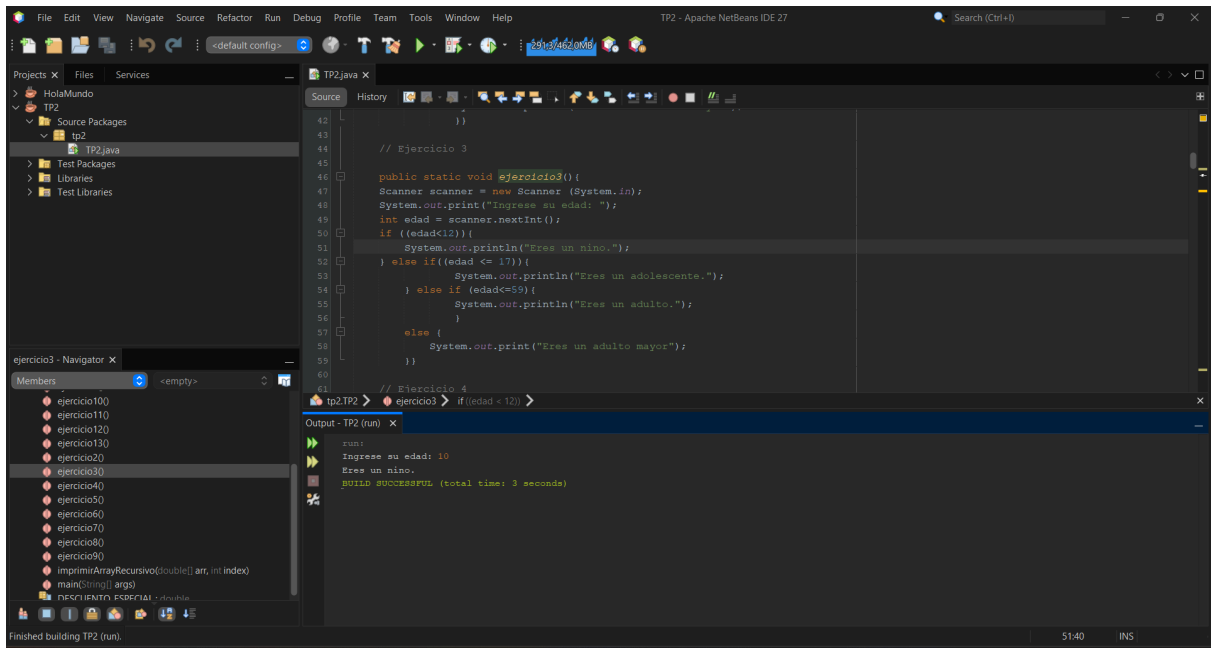 File Edit View Navigate Source Refactor Run Debug Profile Team Tools Window Help
TP2 - Apache NetBeans IDE 27
Search (Ctrl+I)
<default config>
291.3/462.0MB
Projects
Files
Services
HolaMundo
TP2
Source Packages
tp2
TP2.java
Test Packages
Libraries
Test Libraries
ejercicio3 - Navigator
Members
<empty>
ejercicio10()
ejercicio11()
ejercicio12()
ejercicio13()
ejercicio2()
ejercicio3()
ejercicio4()
ejercicio5()
ejercicio6()
ejercicio7()
ejercicio8()
ejercicio9()
imprimirArrayRecursivo(double[] arr, int index)
main(String[] args)
DESCUENTO_ESPECIAL : double
TP2.java
Source History
42 }}
43
44 // Ejercicio 3
45
46 public static void ejercicio3(){
47 Scanner scanner = new Scanner (System.in);
48 System.out.print("Ingrese su edad: ");
49 int edad = scanner.nextInt();
50 if ((edad<12)){
51 System.out.println("Eres un nino.");
52 } else if((edad <= 17)){
53 System.out.println("Eres un adolescente.");
54 } else if (edad<=59){
55 System.out.println("Eres un adulto.");
56 }
57 else {
58 System.out.print("Eres un adulto mayor");
59 }}
60
61 // Ejercicio 4
tp2.TP2 ejercicio3 if ((edad < 12))
Output - TP2 (run)
run:
Ingrese su edad: 10
Eres un nino.
BUILD SUCCESSFUL (total time: 3 seconds)
Finished building TP2 (run).
51:40 INS